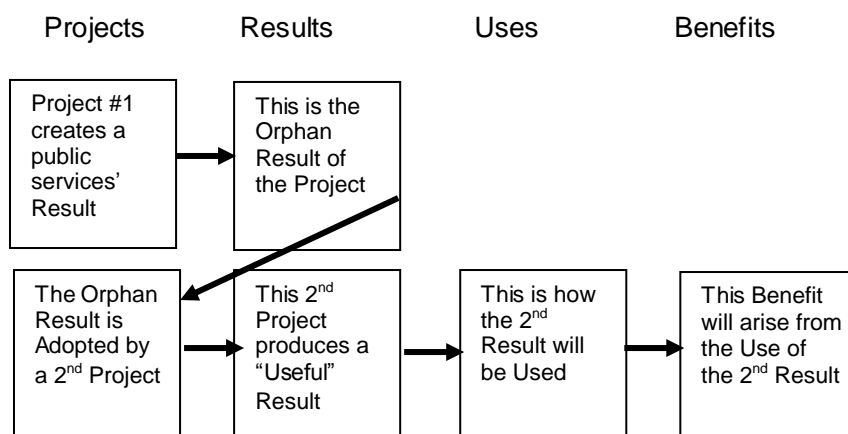 Projects Results Uses Benefits
Project #1
creates a
public
services’
Result
This is the
Orphan
Result of
the Project
The Orphan
Result is
Adopted by
a 2nd Project
This 2nd
Project
produces a
“Useful”
Result
This is how
the 2nd
Result will
be Used
This Benefit
will arise from
the Use of
the 2nd Result